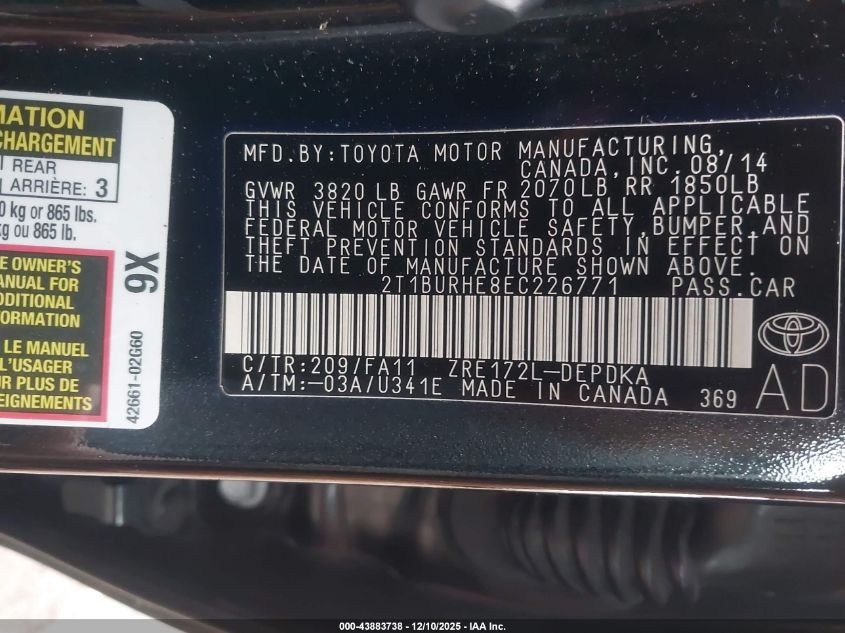 MATION
CHARGEMENT
REAR
ARRIÈRE: 3
0 kg or 865 lbs.
kg ou 865 lb.
E OWNER'S
MANUAL FOR
ADDITIONAL
FORMATION
LE MANUEL
L'USAGER
UR PLUS DE
EIGNEMENTS
9X
42661-02G60
MFD.BY:TOYOTA MOTOR MANUFACTURING,
CANADA,INC. 08/14
GVWR 3820 LB GAWR FR 2070LB RR 1850LB
THIS VEHICLE CONFORMS TO ALL APPLICABLE
FEDERAL MOTOR VEHICLE SAFETY,BUMPER,AND
THEFT PREVENTION STANDARDS IN EFFECT ON
THE DATE OF MANUFACTURE SHOWN ABOVE.
2T1BURHE8EC226771 PASS.CAR
C/TR:209/FA11 ZRE172L-DEPDKA
A/TM:-03A/U341E MADE IN CANADA 369
AD
000-43883738 - 12/10/2025 - IAA Inc.